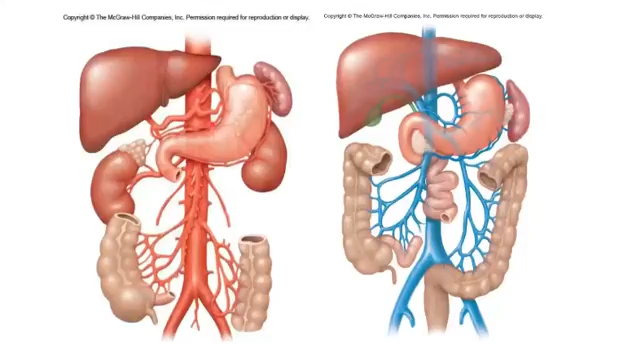 Copyright © The McGraw-Hill Companies, Inc. Permission required for reproduction or display.
Copyright © The McGraw-Hill Companies, Inc. Permission required for reproduction or display.